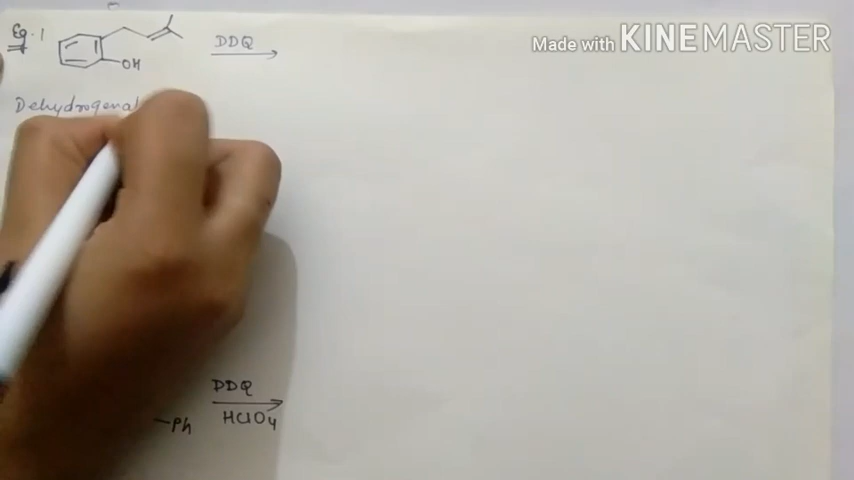 Made with KINEMASTER
Eg.1
DDQ
OH
Dehydrogenat
DDQ
HClO4
-Ph